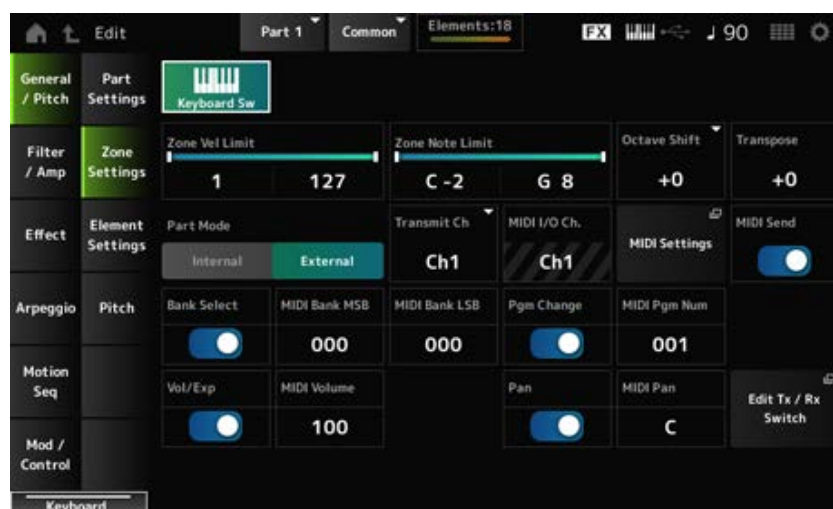 Edit
Part 1
Common
Elements:18
FX
♩ 90
General / Pitch
Part Settings
Keyboard Sw
Filter / Amp
Zone Settings
Zone Vel Limit
1 127
Zone Note Limit
C -2 G 8
Octave Shift
+0
Transpose
+0
Effect
Element Settings
Part Mode
Internal External
Transmit Ch
Ch1
MIDI I/O Ch.
Ch1
MIDI Settings
MIDI Send
Arpeggio
Pitch
Bank Select
MIDI Bank MSB
000
MIDI Bank LSB
000
Pgm Change
MIDI Pgm Num
001
Motion Seq
Vol/Exp
MIDI Volume
100
Pan
MIDI Pan
C
Edit Tx / Rx
Switch
Mod / Control
Keyboard